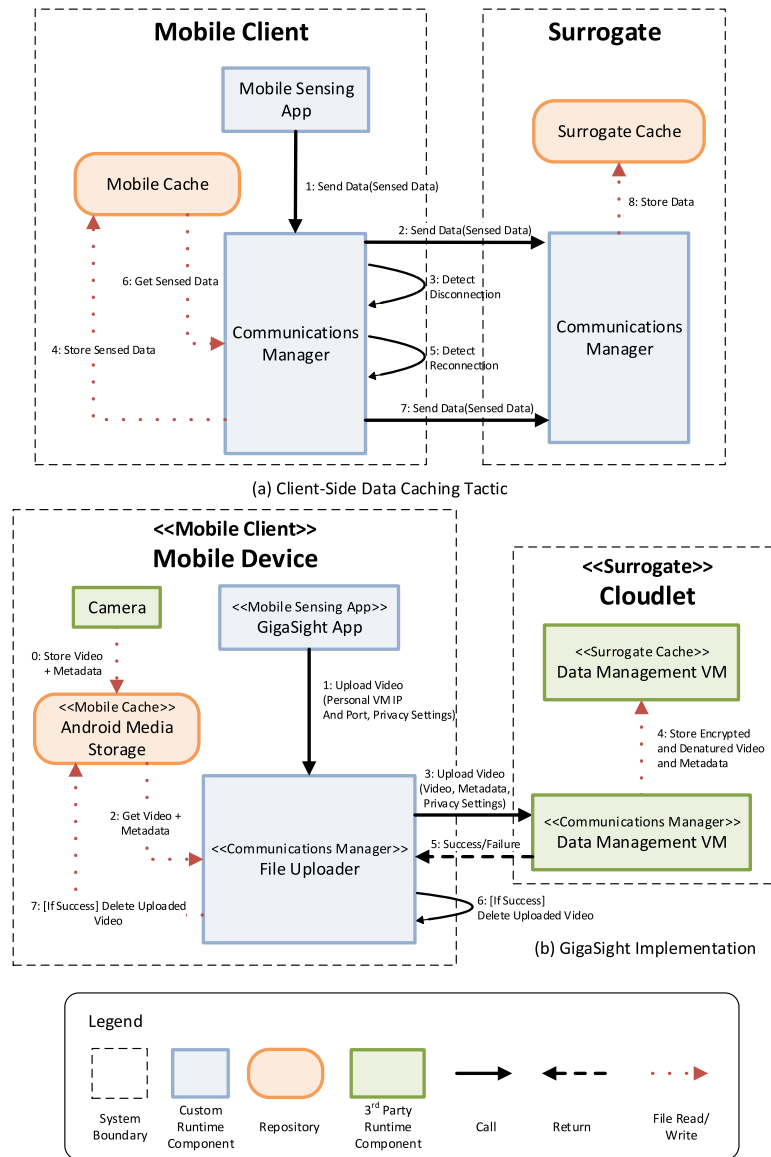 Mobile Client
Surrogate
Mobile Sensing
App
Surrogate Cache
Mobile Cache
1: Send Data(Sensed Data)
8: Store Data
2: Send Data(Sensed Data)
6: Get Sensed Data
3: Detect
Disconnection
Communications
Manager
Communications
Manager
4: Store Sensed Data
5: Detect
Reconnection
7: Send Data(Sensed Data)
(a) Client-Side Data Caching Tactic
<<Mobile Client>>
Mobile Device
<<Surrogate>>
Cloudlet
Camera
<<Mobile Sensing App>>
GigaSight App
0: Store Video
+ Metadata
<<Surrogate Cache>>
Data Management VM
1: Upload Video
(Personal VM IP
And Port, Privacy Settings)
<<Mobile Cache>>
Android Media
Storage
4: Store Encrypted
and Denatured Video
and Metadata
3: Upload Video
(Video, Metadata,
Privacy Settings)
2: Get Video +
Metadata
<<Communications Manager>>
Data Management VM
<<Communications Manager>>
File Uploader
5: Success/Failure
7: [If Success] Delete Uploaded
Video
6: [If Success]
Delete Uploaded Video
(b) GigaSight Implementation
Legend
System
Boundary
Custom
Runtime
Component
Repository
3rd Party
Runtime
Component
Call
Return
File Read/
Write